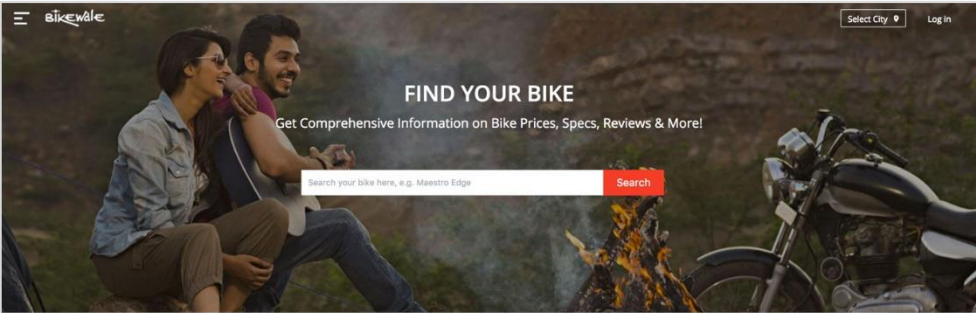 BikeWale
Select City
Log in
FIND YOUR BIKE
Get Comprehensive Information on Bike Prices, Specs, Reviews & More!
Search your bike here, e.g. Maestro Edge
Search